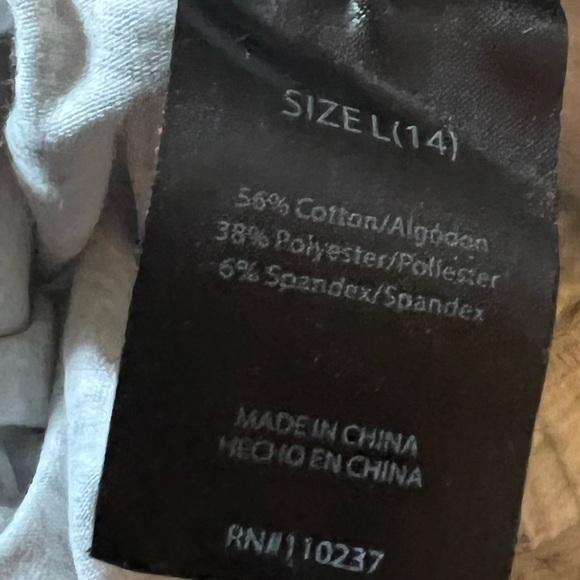 SIZE L(14)
56% Cotton/Algodon
38% Polyester/Poliester
6% Spandex/Spandex
MADE IN CHINA
HECHO EN CHINA
RN#110237